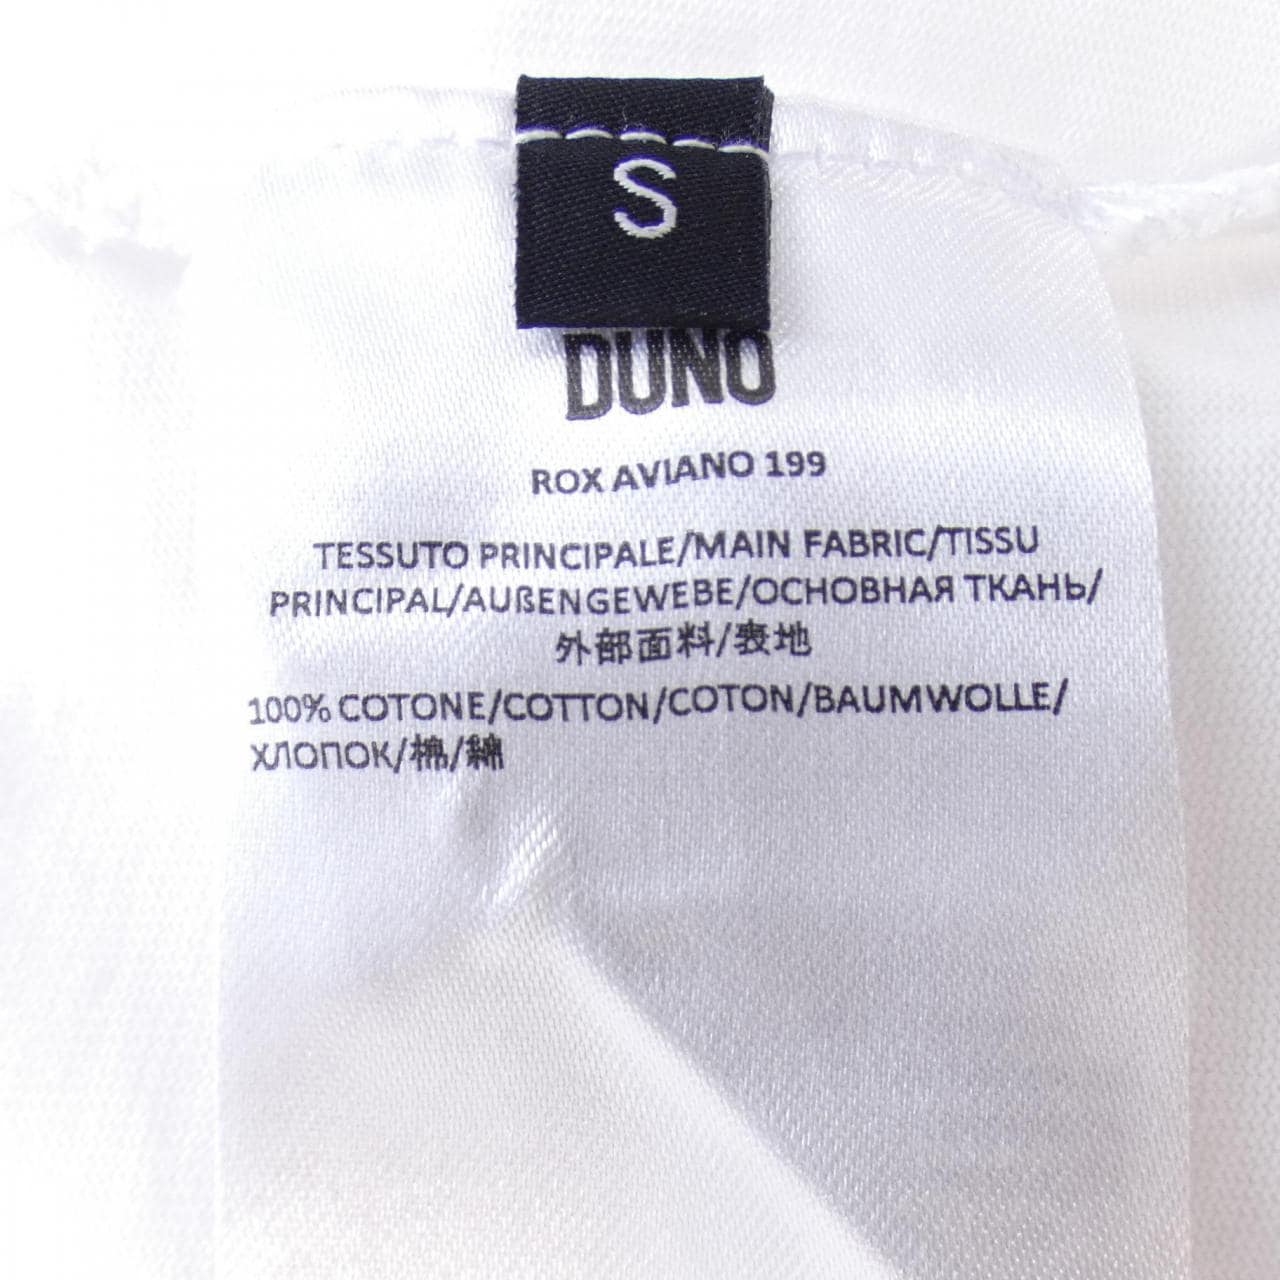 S
DUNO
ROX AVIANO 199
TESSUTO PRINCIPALE/MAIN FABRIC/TISSU
PRINCIPAL/AUßENGEWEBE/ОСНОВНАЯ ТКАНЬ/
外部面料/表地
100% COTONE/COTTON/COTON/BAUMWOLLE/
ХЛОПОК/棉/綿